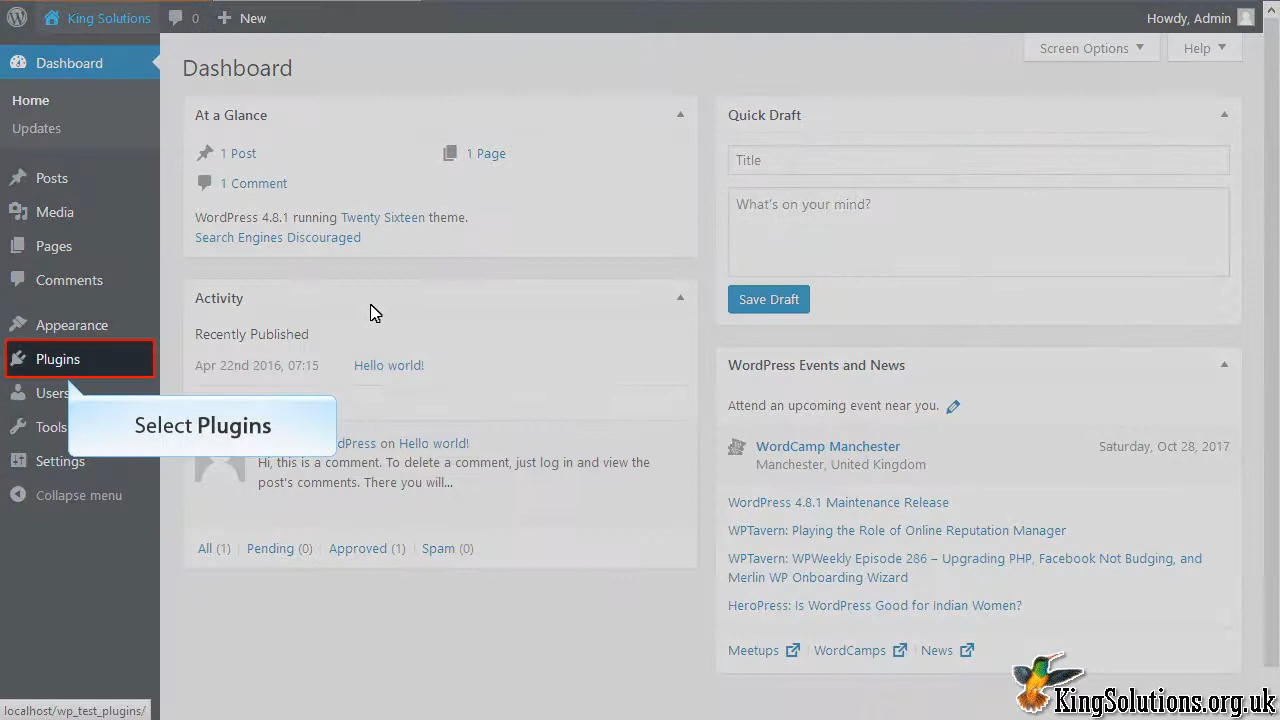 King Solutions
0
New
Howdy, Admin
Dashboard
Home
Updates
Posts
Media
Pages
Comments
Appearance
Plugins
Users
Tools
Settings
Collapse menu
Select Plugins
Screen Options
Help
Dashboard
At a Glance
1 Post
1 Page
1 Comment
WordPress 4.8.1 running Twenty Sixteen theme.
Search Engines Discouraged
Activity
Recently Published
Apr 22nd 2016, 07:15 Hello world!
dPress on Hello world!
Hi, this is a comment. To delete a comment, just log in and view the
post's comments. There you will...
All (1) | Pending (0) | Approved (1) | Spam (0)
Quick Draft
Title
What's on your mind?
Save Draft
WordPress Events and News
Attend an upcoming event near you.
WordCamp Manchester Saturday, Oct 28, 2017
Manchester, United Kingdom
WordPress 4.8.1 Maintenance Release
WPTavern: Playing the Role of Online Reputation Manager
WPTavern: WPWeekly Episode 286 – Upgrading PHP, Facebook Not Budging, and
Merlin WP Onboarding Wizard
HeroPress: Is WordPress Good for Indian Women?
Meetups | WordCamps | News
localhost/wp_test_plugins/
KingSolutions.org.uk